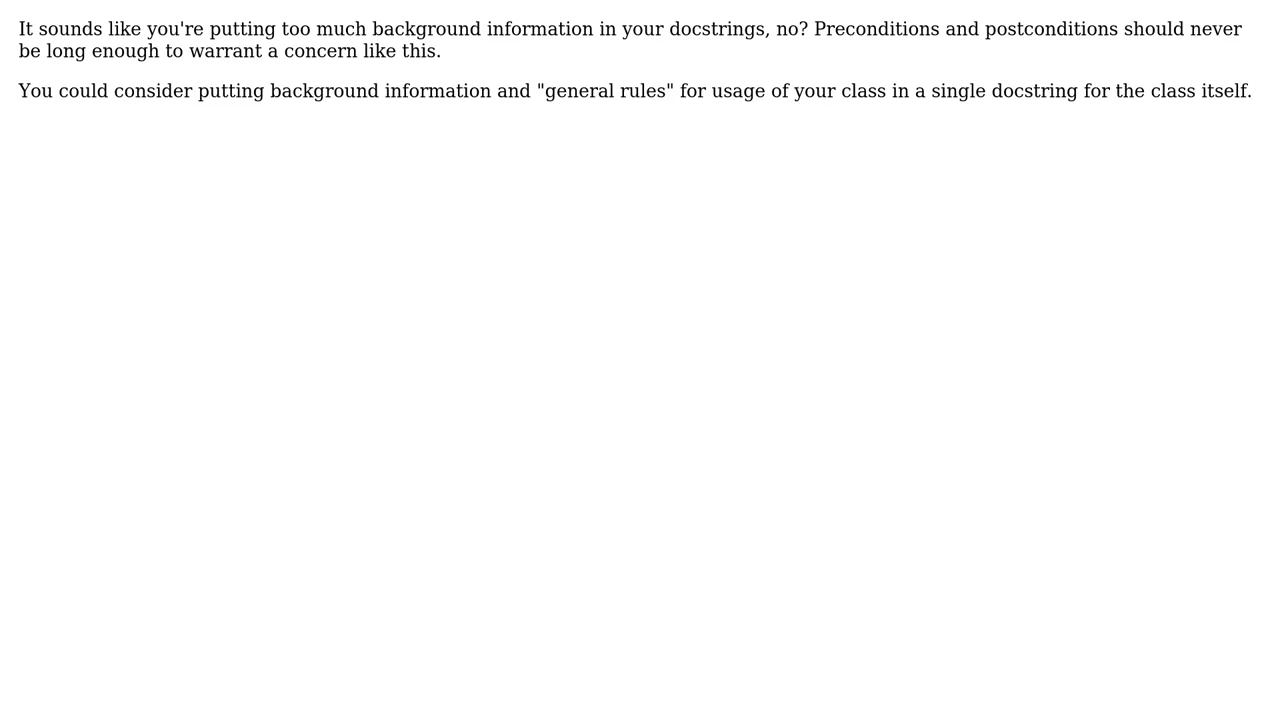 It sounds like you're putting too much background information in your docstrings, no? Preconditions and postconditions should never
be long enough to warrant a concern like this.
You could consider putting background information and "general rules" for usage of your class in a single docstring for the class itself.